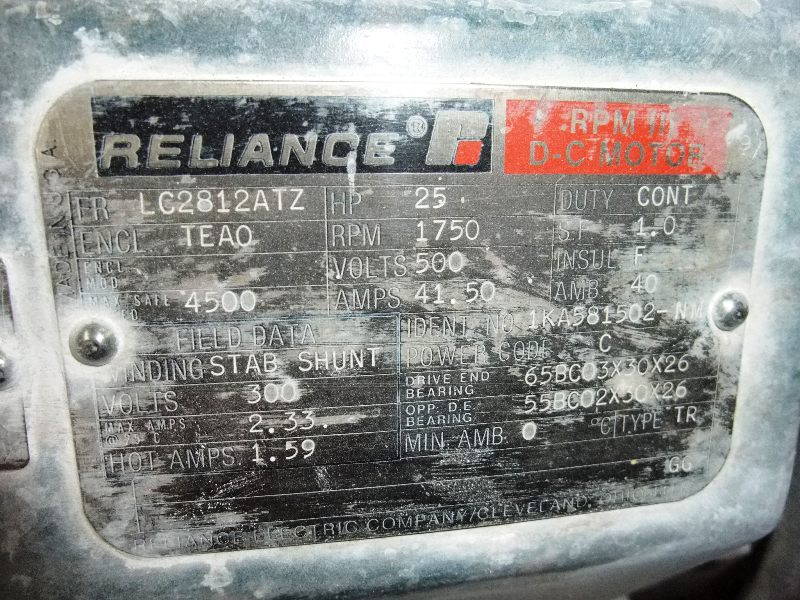 RELIANCE ®
RPM III
D-C MOTOR
MADE IN U.S.A.
FR LC2812ATZ HP 25 DUTY CONT
ENCL TEAO RPM 1750 S.F. 1.0
ENCL MOD VOLTS 500 INSUL F
MAX SAFE SPEED 4500 AMPS 41.50 AMB 40
FIELD DATA IDENT NO. 1KA581502-NM
WINDING STAB SHUNT POWER CODE C
VOLTS 300 DRIVE END BEARING 65BC03X30X26
MAX AMPS @ 25 C 2.33 OPP. D.E BEARING 55BC02X30X26
HOT AMPS 1.59 MIN. AMB 0 °C TYPE TR
GG
RELIANCE ELECTRIC COMPANY/CLEVELAND, OHIO